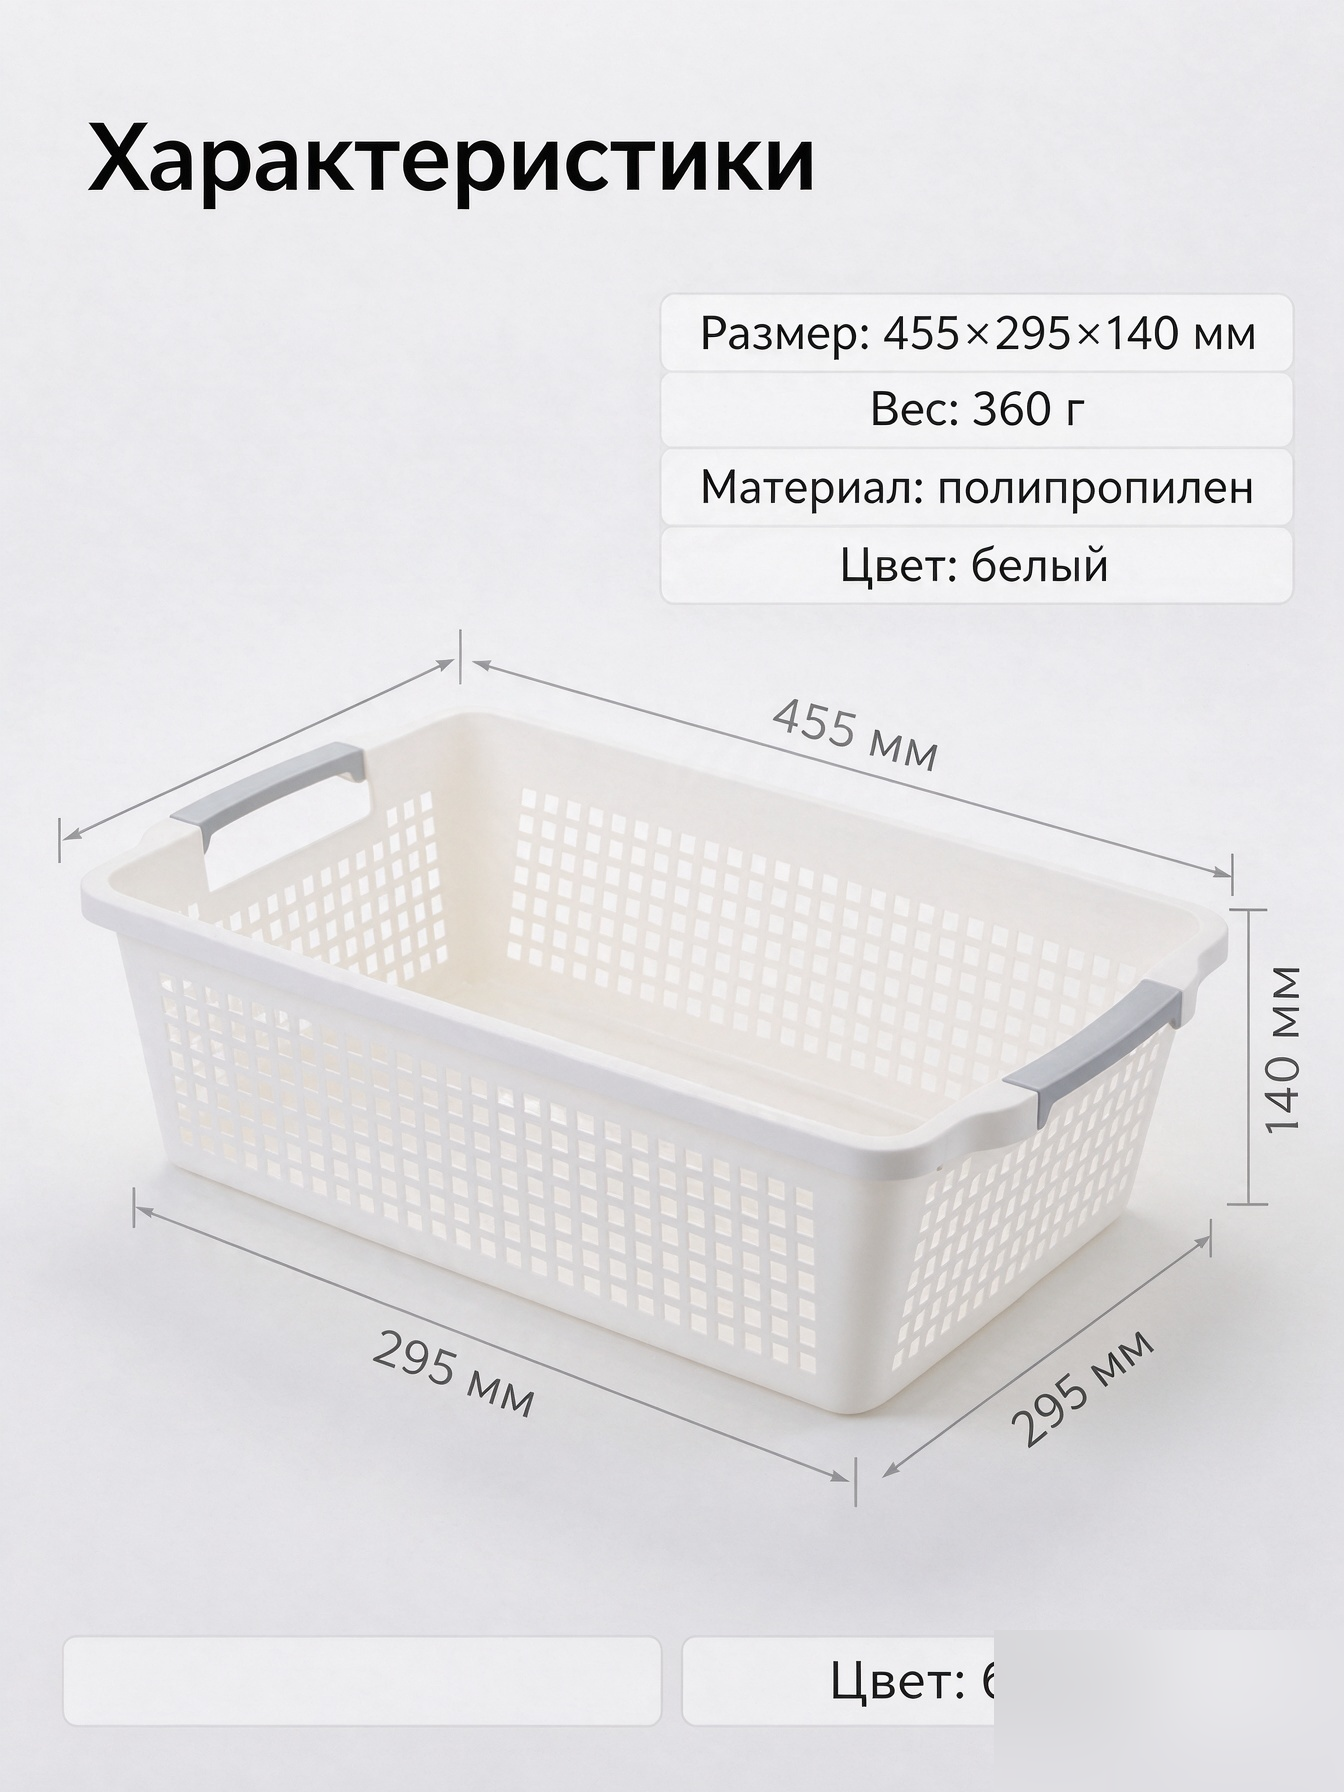 Характеристики
Размер: 455×295×140 мм
Вес: 360 г
Материал: полипропилен
Цвет: белый
455 мм
140 мм
295 мм
295 мм
Цвет: